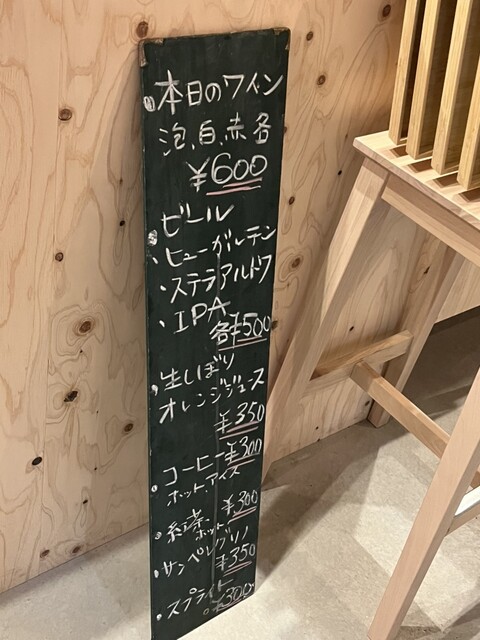 ・本日のワイン
泡、白、赤 各
¥600
・ビール
・ヒューガルデン
・ステラアルトワ
・IPA
各¥500
・生しぼり
オレンジジュース
¥350
・コーヒー ¥300
ホット、アイス
・紅茶 ¥300
ホット
・サンペレグリノ
¥350
・スプライト
¥300